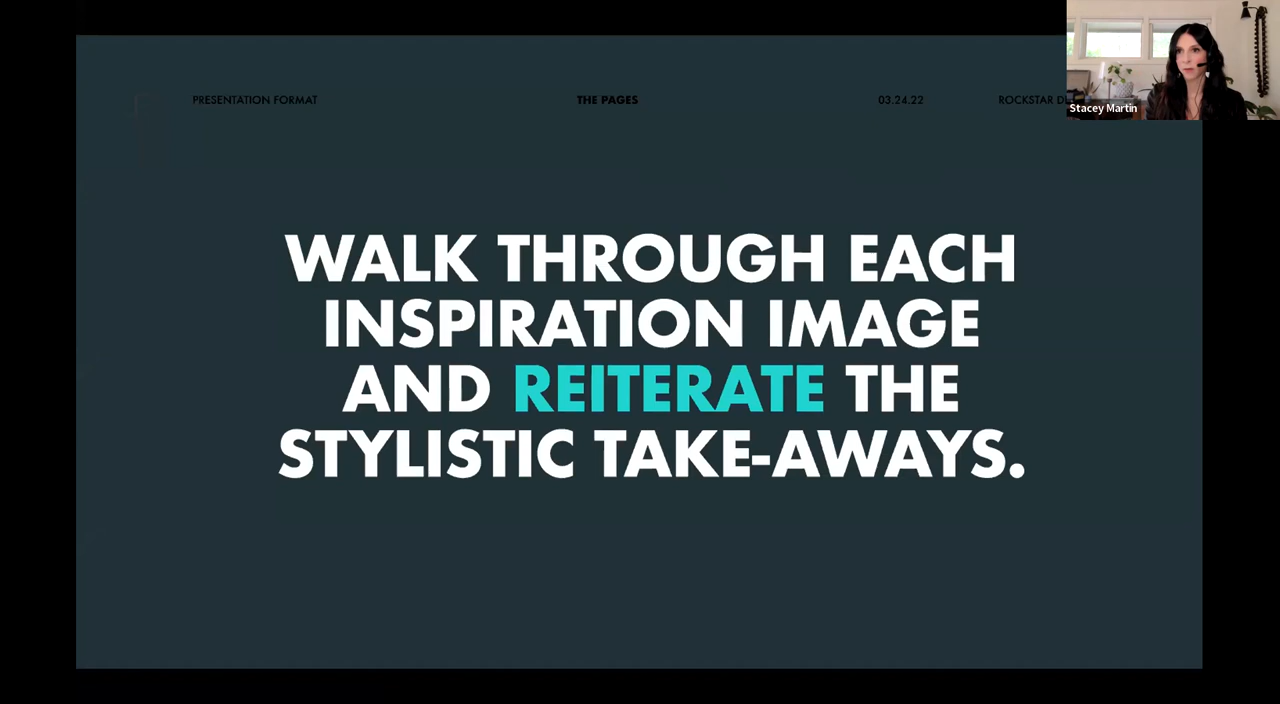 PRESENTATION FORMAT THE PAGES 03.24.22 ROCKSTAR
Stacey Martin
WALK THROUGH EACH
INSPIRATION IMAGE
AND REITERATE THE
STYLISTIC TAKE-AWAYS.